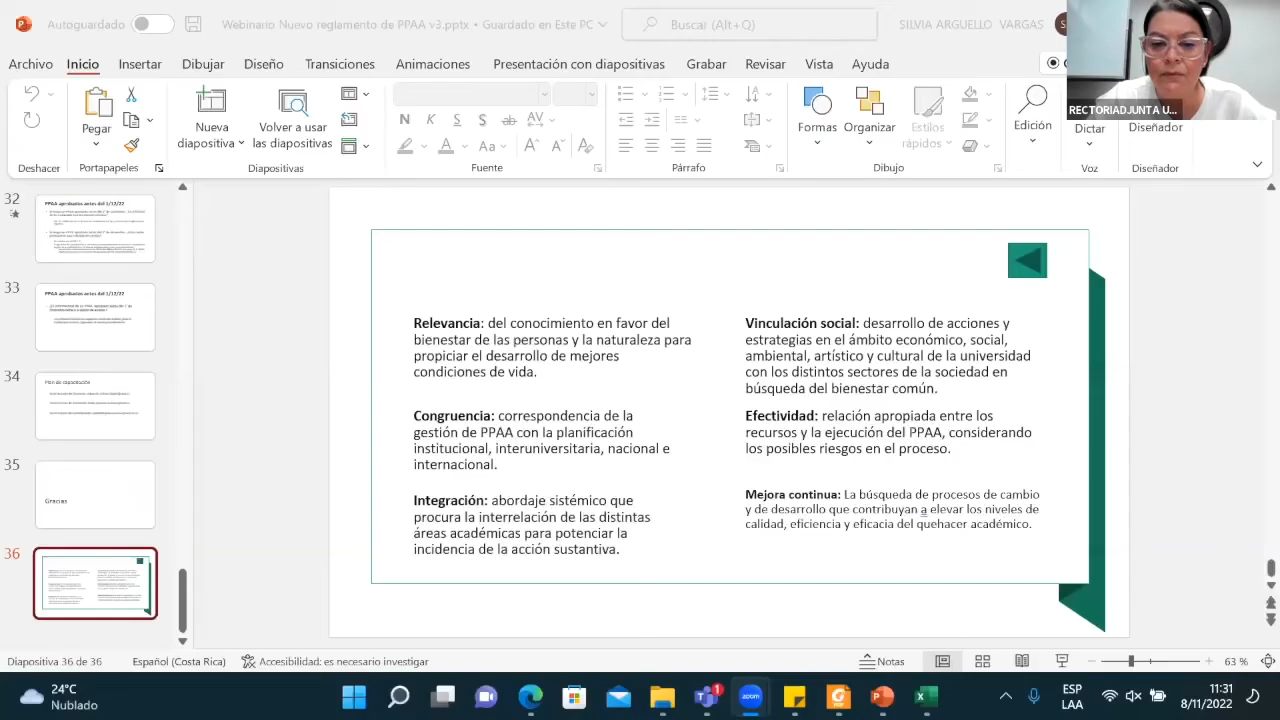 Autoguardado
Webinario Nuevo reglamento de PPAA v3.pptx • Guardado en Este PC
Buscar (Alt+Q)
SILVIA ARGUELLO VARGAS
Archivo Inicio Insertar Dibujar Diseño Transiciones Animaciones Presentación con diapositivas Grabar Revisar Vista Ayuda
RECTORIADJUNTA U...
Pegar
Nueva diapositiva
Volver a usar las diapositivas
Formas
Organizar
Estilos rápidos
Edición
Dictar
Diseñador
Deshacer
Portapapeles
Diapositivas
Fuente
Párrafo
Dibujo
Voz
Diseñador
32
PPAA aprobados antes del 1/12/22
33
PPAA aprobados antes del 1/12/22
34
Plan de capacitación
35
Gracias
36
Relevancia: del conocimiento en favor del
bienestar de las personas y la naturaleza para
propiciar el desarrollo de mejores
condiciones de vida.
Congruencia: correspondencia de la
gestión de PPAA con la planificación
institucional, interuniversitaria, nacional e
internacional.
Integración: abordaje sistémico que
procura la interrelación de las distintas
áreas académicas para potenciar la
incidencia de la acción sustantiva.
Vinculación social: desarrollo de acciones y
estrategias en el ámbito económico, social,
ambiental, artístico y cultural de la universidad
con los distintos sectores de la sociedad en
búsqueda del bienestar común.
Efectividad: relación apropiada entre los
recursos y la ejecución del PPAA, considerando
los posibles riesgos en el proceso.
Mejora continua: La búsqueda de procesos de cambio
y de desarrollo que contribuyan a elevar los niveles de
calidad, eficiencia y eficacia del quehacer académico.
Diapositiva 36 de 36
Español (Costa Rica)
Accesibilidad: es necesario investigar
Notas
63 %
24°C
Nublado
zoom
ESP
LAA
11:31
8/11/2022